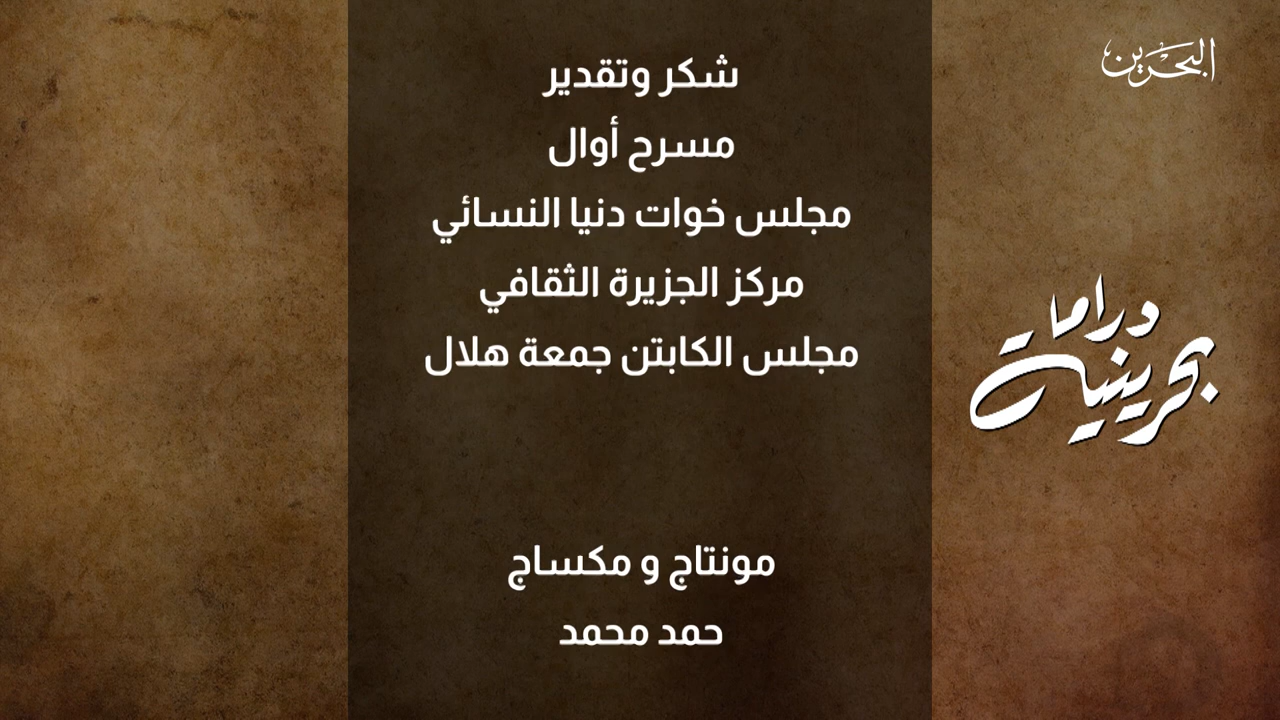 البحرين
شكر وتقدير
مسرح أوال
مجلس خوات دنيا النسائي
مركز الجزيرة الثقافي
مجلس الكابتن جمعة هلال
دراما
بحرينية
مونتاج و مكساج
حمد محمد